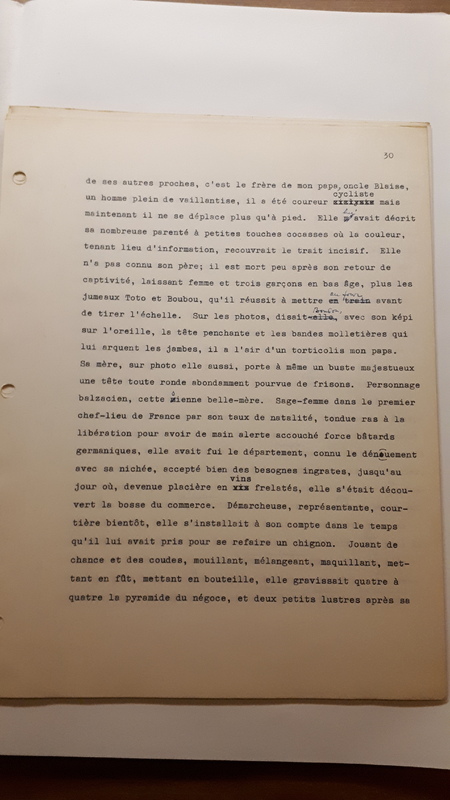 30
de ses autres proches, c'est le frère de mon papa, oncle Blaise,
cycliste
un homme plein de vaillantise, il a été coureur xixiyxix mais
maintenant il ne se déplace plus qu'à pied. Elle m'avait décrit
sa nombreuse parenté à petites touches cocasses où la couleur,
tenant lieu d'information, recouvrait le trait incisif. Elle
n'a pas connu son père; il est mort peu après son retour de
captivité, laissant femme et trois garçons en bas âge, plus les
jumeaux Toto et Boubou, qu'il réussit à mettre en train avant
de tirer l'échelle. Sur les photos, disait-elle, avec son képi
sur l'oreille, la tête penchante et les bandes molletières qui
lui arquent les jambes, il a l'air d'un torticolis mon papa.
Sa mère, sur photo elle aussi, porte à même un buste majestueux
une tête toute ronde abondamment pourvue de frisons. Personnage
balzacien, cette mienne belle-mère. Sage-femme dans le premier
chef-lieu de France par son taux de natalité, tondue ras à la
libération pour avoir de main alerte accouché force bâtards
germaniques, elle avait fui le département, connu le dénouement
avec sa nichée, accepté bien des besognes ingrates, jusqu'au
vins
jour où, devenue placière en xix frelatés, elle s'était décou-
vert la bosse du commerce. Démarcheuse, représentante, cour-
tière bientôt, elle s'installait à son compte dans le temps
qu'il lui avait pris pour se refaire un chignon. Jouant de
chance et des coudes, mouillant, mélangeant, maquillant, met-
tant en fût, mettant en bouteille, elle gravissait quatre à
quatre la pyramide du négoce, et deux petits lustres après sa